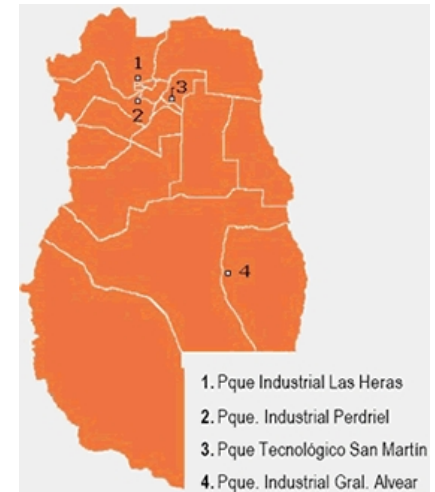 1
3
2
4
1. Pque Industrial Las Heras
2. Pque. Industrial Perdriel
3. Pque Tecnológico San Martín
4. Pque. Industrial Gral. Alvear